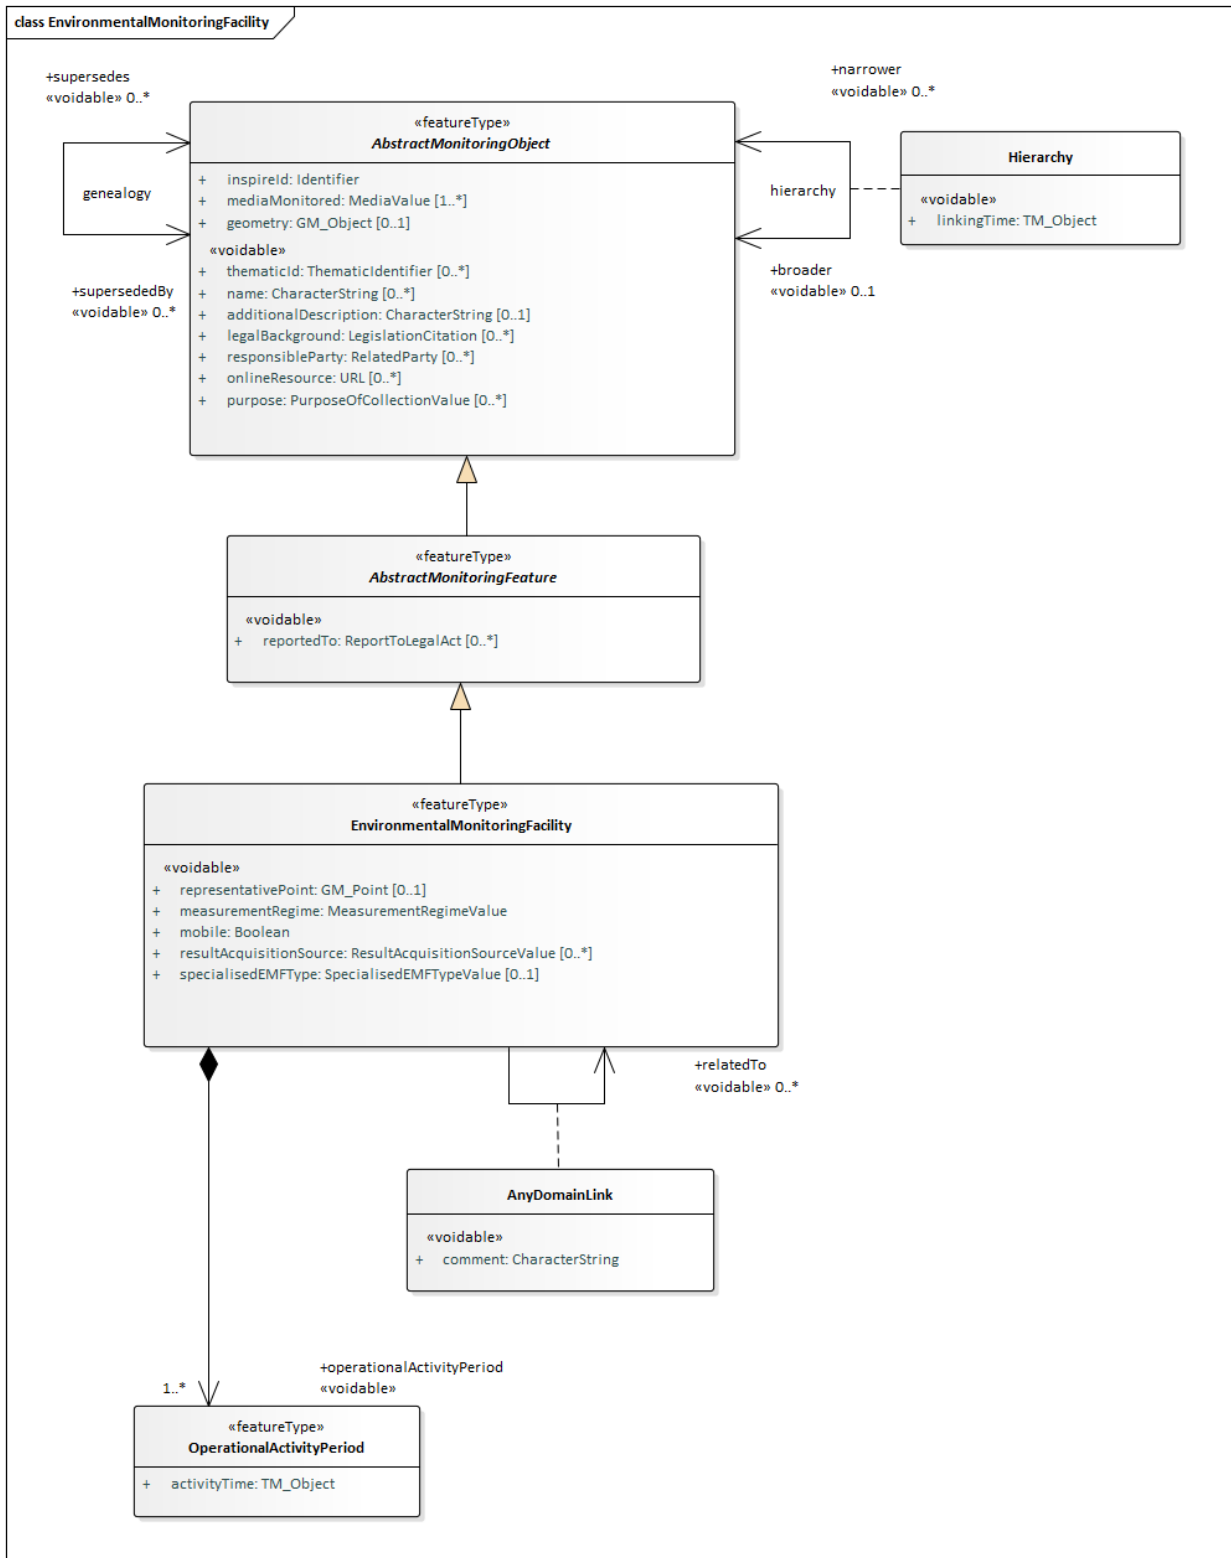 class EnvironmentalMonitoringFacility
+supersedes
«voidable» 0..*
+narrower
«voidable» 0..*
«featureType»
AbstractMonitoringObject
+ inspireId: Identifier
+ mediaMonitored: MediaValue [1..*]
+ geometry: GM_Object [0..1]
«voidable»
+ thematicId: ThematicIdentifier [0..*]
+ name: CharacterString [0..*]
+ additionalDescription: CharacterString [0..1]
+ legalBackground: LegislationCitation [0..*]
+ responsibleParty: RelatedParty [0..*]
+ onlineResource: URL [0..*]
+ purpose: PurposeOfCollectionValue [0..*]
genealogy
hierarchy
Hierarchy
«voidable»
+ linkingTime: TM_Object
+supersededBy
«voidable» 0..*
+broader
«voidable» 0..1
«featureType»
AbstractMonitoringFeature
«voidable»
+ reportedTo: ReportToLegalAct [0..*]
«featureType»
EnvironmentalMonitoringFacility
«voidable»
+ representativePoint: GM_Point [0..1]
+ measurementRegime: MeasurementRegimeValue
+ mobile: Boolean
+ resultAcquisitionSource: ResultAcquisitionSourceValue [0..*]
+ specialisedEMFType: SpecialisedEMFTypeValue [0..1]
+relatedTo
«voidable» 0..*
AnyDomainLink
«voidable»
+ comment: CharacterString
+operationalActivityPeriod
1..* «voidable»
«featureType»
OperationalActivityPeriod
+ activityTime: TM_Object